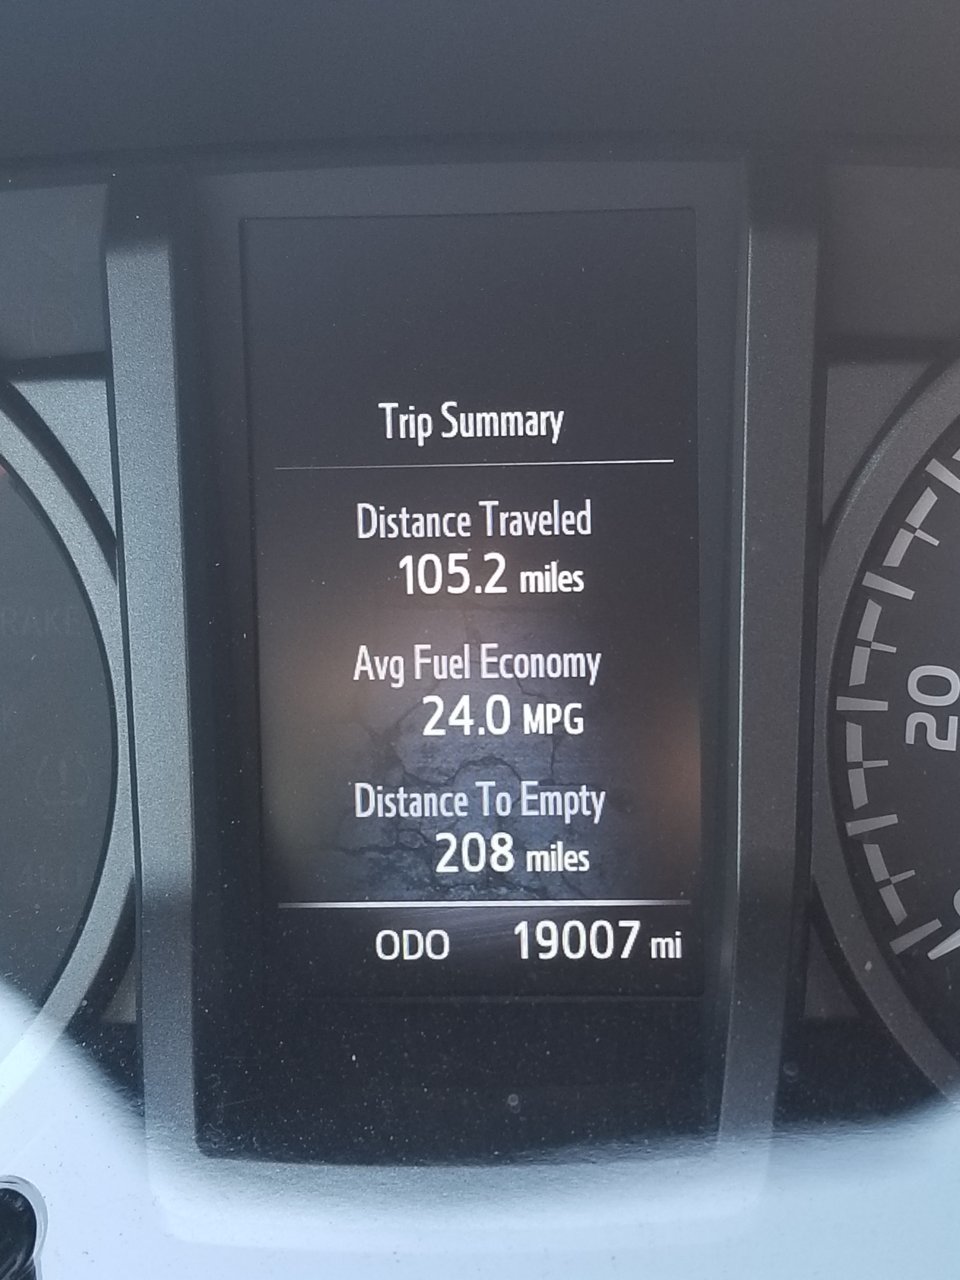 Trip Summary
Distance Traveled
105.2 miles
Avg Fuel Economy
24.0 MPG
Distance To Empty
208 miles
ODO 19007 mi
20